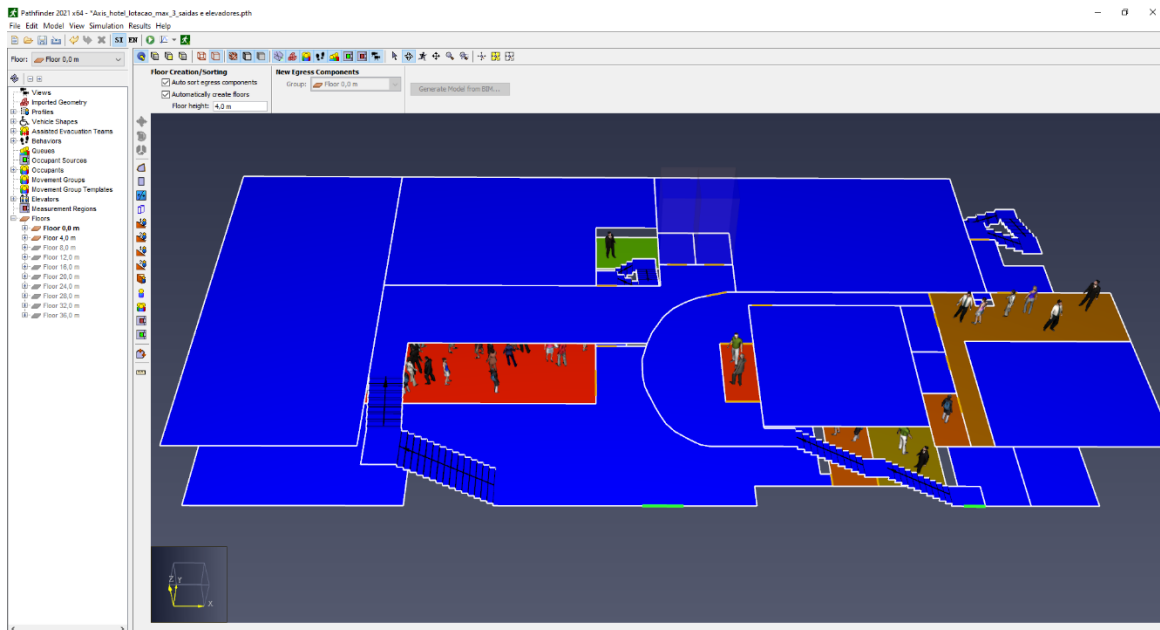 Pathfinder 2021 x64 - "Axis_hotel_lotacao_max_3_saidas e elevadores.pth
File Edit Model View Simulation Results Help
SI EN
Floor: Floor 0,0 m
Floor Creation/Sorting
Auto sort egress components
Automatically create floors
Floor height: 4,0 m
New Egress Components
Group: Floor 0,0 m
Generate Model from BIM...
Views
Imported Geometry
Profiles
Vehicle Shapes
Assisted Evacuation Teams
Behaviors
Queues
Occupant Sources
Occupants
Movement Groups
Movement Group Templates
Elevators
Measurement Regions
Floors
Floor 0,0 m
Floor 4,0 m
Floor 8,0 m
Floor 12,0 m
Floor 16,0 m
Floor 20,0 m
Floor 24,0 m
Floor 28,0 m
Floor 32,0 m
Floor 36,0 m
Z Y
X